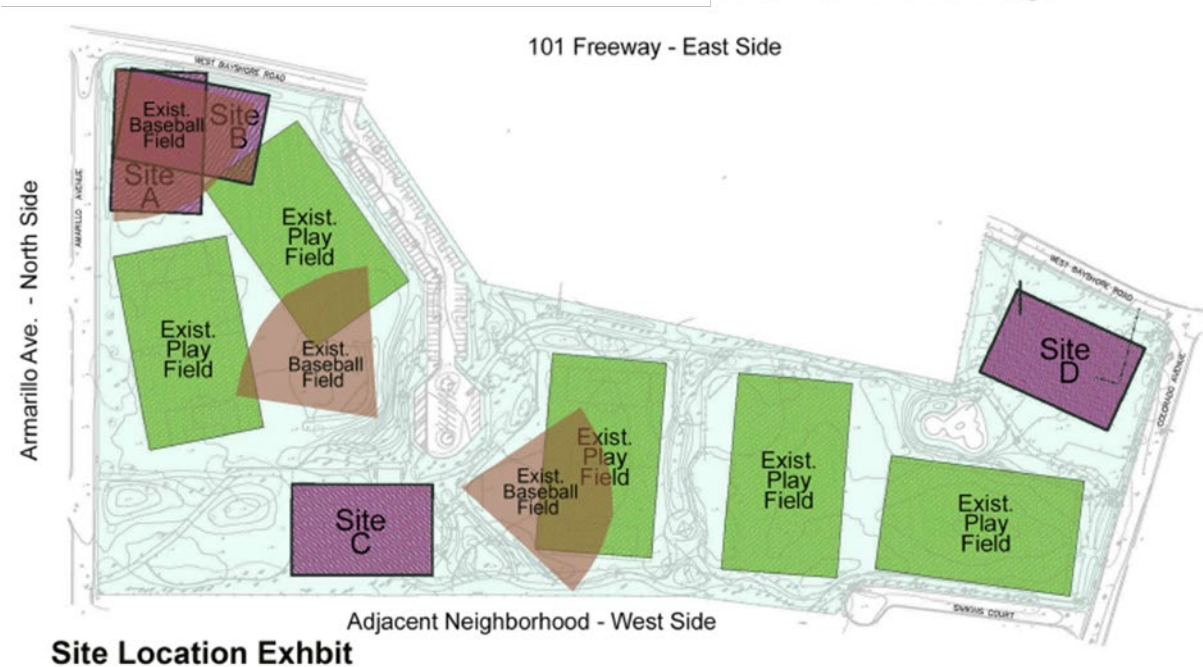 101 Freeway - East Side
WEST BAYSHORE ROAD
Exist.
Baseball
Field
Site
B
Site
A
AMARILLO AVENUE
Armarillo Ave. - North Side
Exist.
Play
Field
Exist.
Play
Field
Exist.
Baseball
Field
WEST BAYSHORE ROAD
Site
D
COLORADO AVENUE
Exist.
Play
Field
Exist.
Baseball
Field
Exist.
Play
Field
Exist.
Play
Field
Site
C
SIMKINS COURT
Adjacent Neighborhood - West Side
Site Location Exhbit